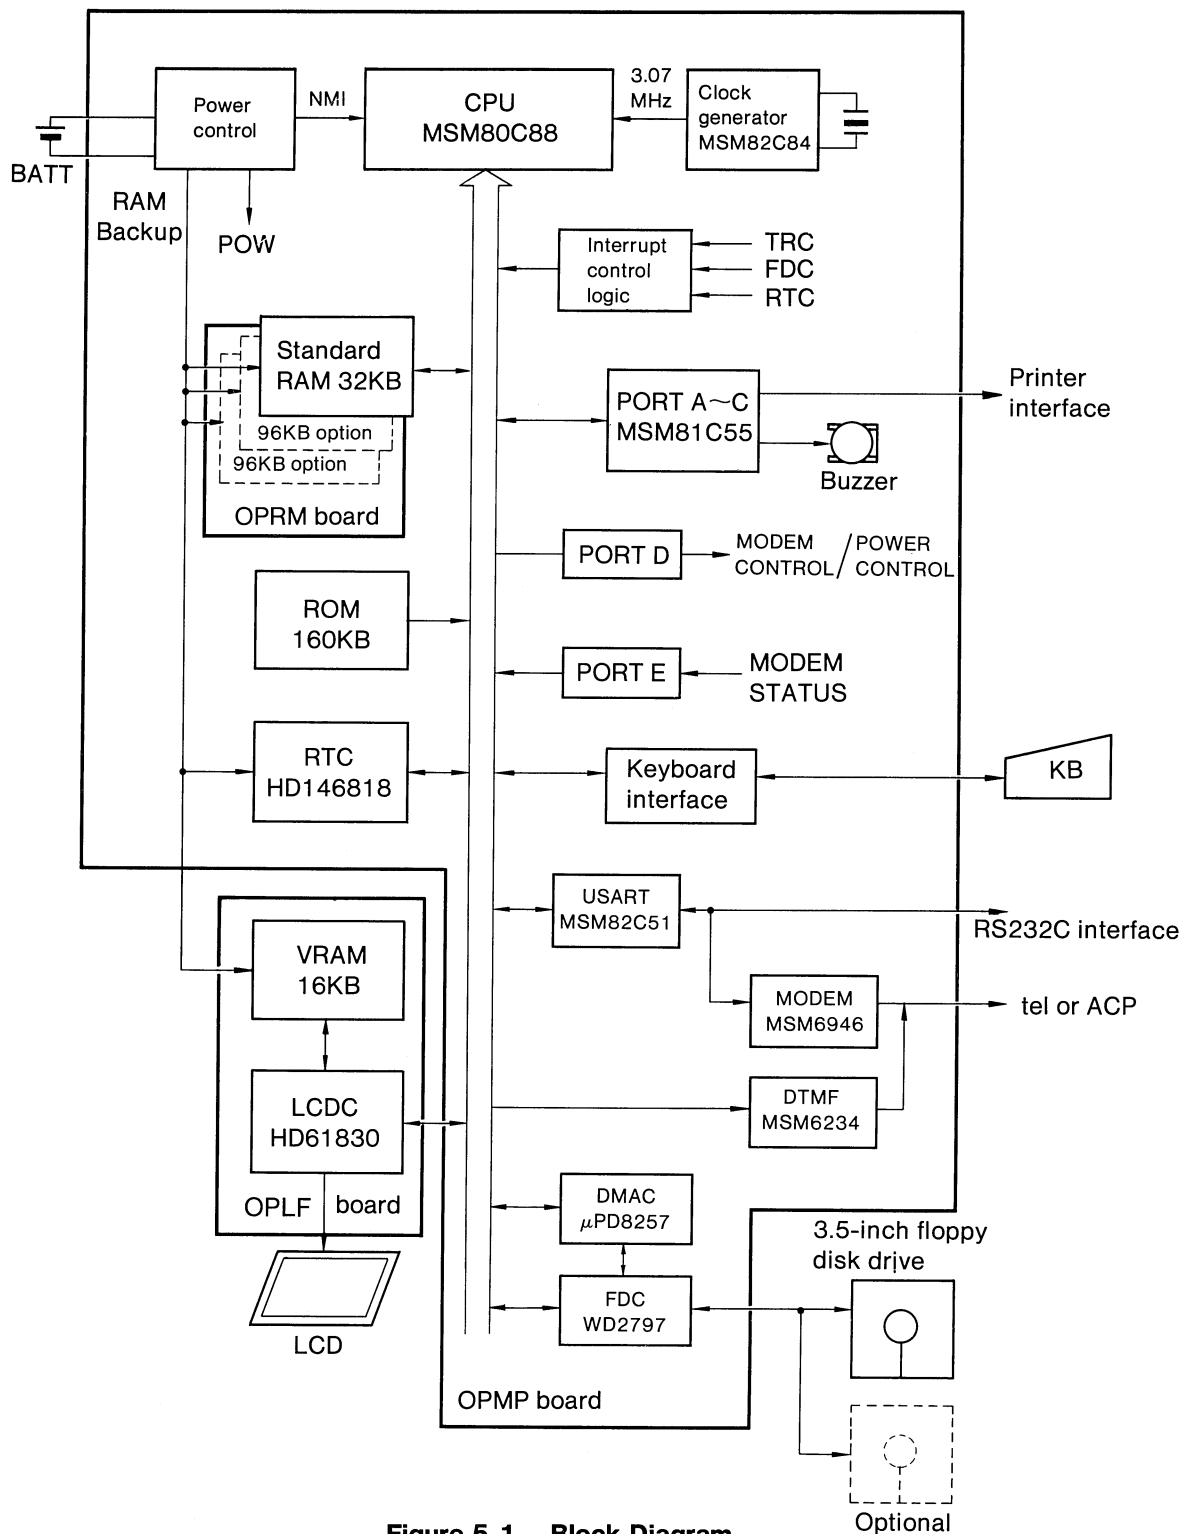 Power
control
NMI
CPU
MSM80C88
3.07
MHz
Clock
generator
MSM82C84
BATT
RAM
Backup
POW
Interrupt
control
logic
TRC
FDC
RTC
Standard
RAM 32KB
96KB option
96KB option
OPRM board
PORT A～C
MSM81C55
Printer
interface
Buzzer
PORT D
MODEM
CONTROL/
POWER
CONTROL
ROM
160KB
PORT E
MODEM
STATUS
RTC
HD146818
Keyboard
interface
KB
USART
MSM82C51
RS232C interface
VRAM
16KB
MODEM
MSM6946
tel or ACP
LCDC
HD61830
DTMF
MSM6234
OPLF board
DMAC
μPD8257
3.5-inch floppy
disk drive
FDC
WD2797
LCD
OPMP board
Optional
Figure 5-1 Block Diagram